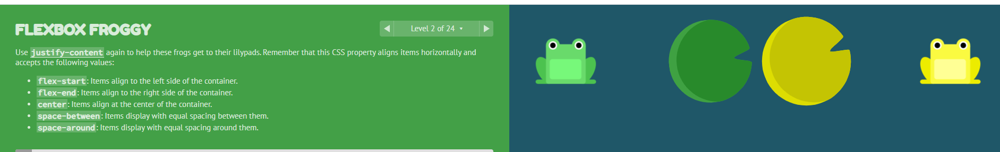 FLEXBOX FROGGY
Level 2 of 24
Use justify-content again to help these frogs get to their lilypads. Remember that this CSS property aligns items horizontally and
accepts the following values:
flex-start: Items align to the left side of the container.
flex-end: Items align to the right side of the container.
center: Items align at the center of the container.
space-between: Items display with equal spacing between them.
space-around: Items display with equal spacing around them.